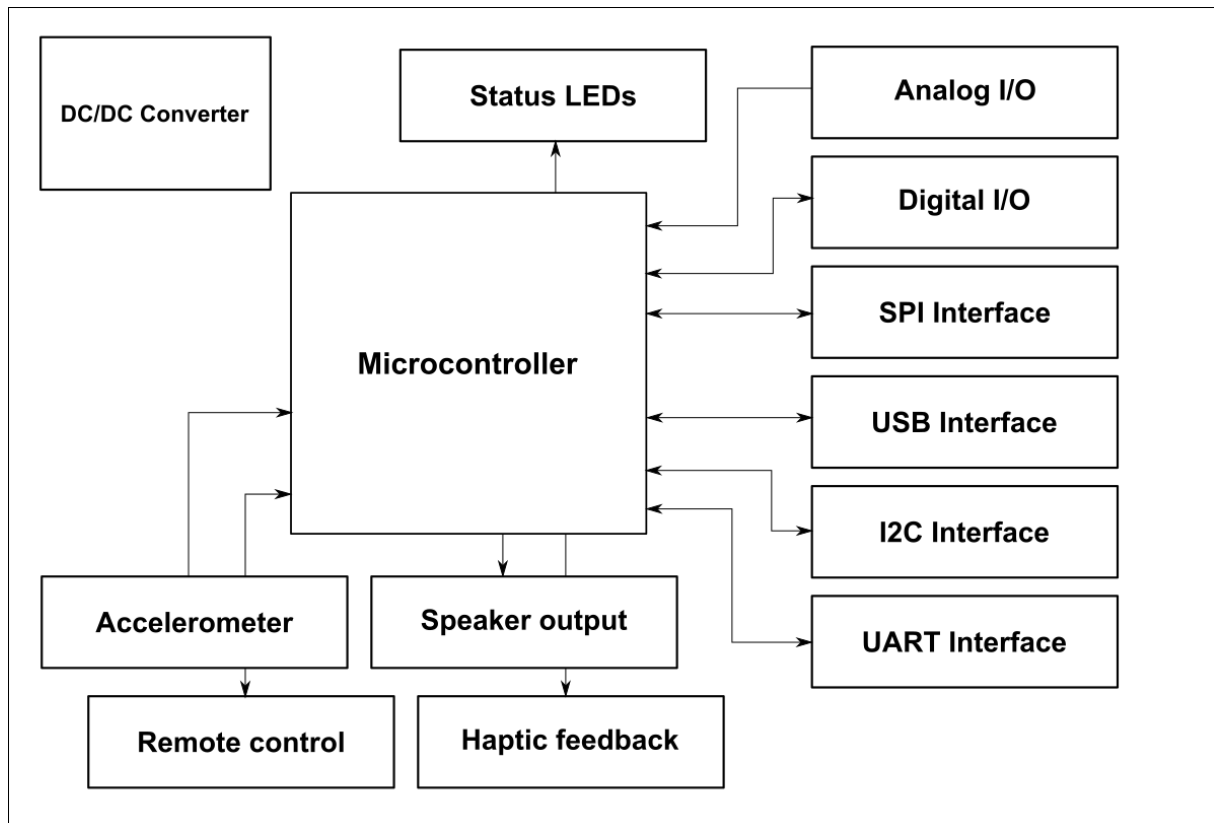 DC/DC Converter
Status LEDs
Analog I/O
Digital I/O
SPI Interface
Microcontroller
USB Interface
I2C Interface
Accelerometer
Speaker output
UART Interface
Remote control
Haptic feedback